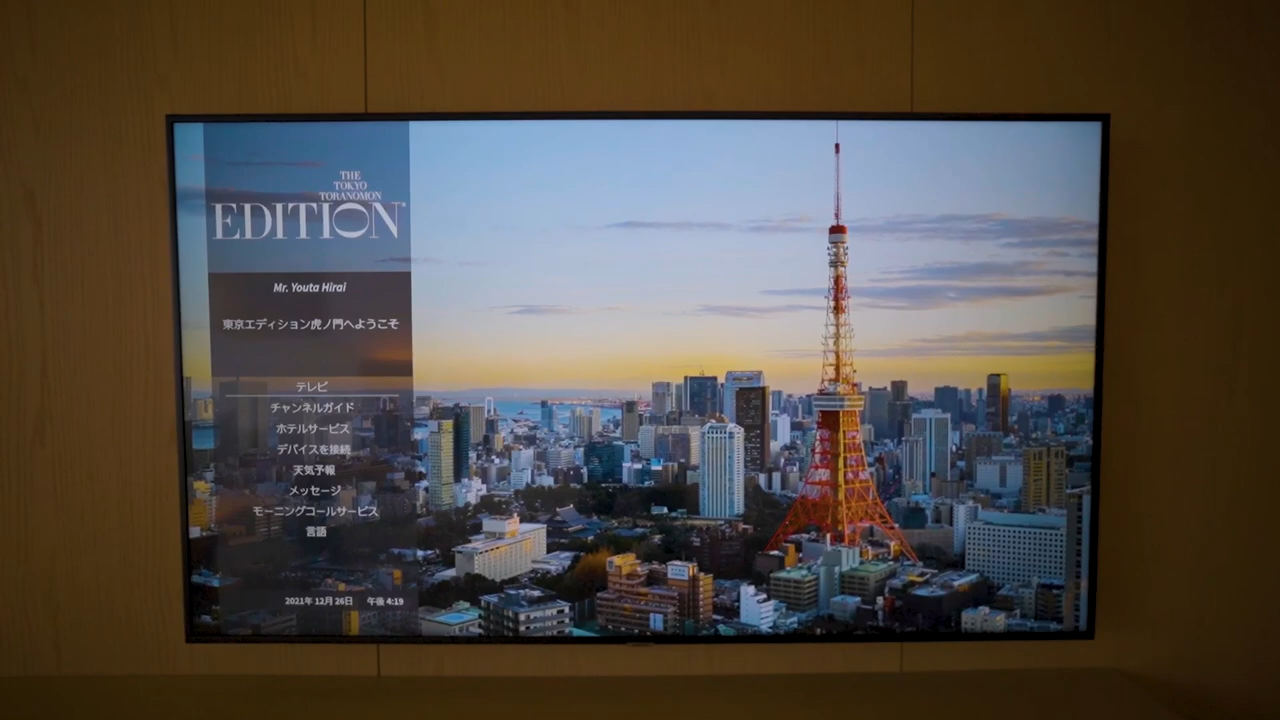 THE
TOKYO
TORANOMON
EDITION
Mr. Youta Hirai
東京エディション虎ノ門へようこそ
テレビ
チャンネルガイド
ホテルサービス
デバイスを接続
天気予報
メッセージ
モーニングコールサービス
言語
2021年 12月 26日 午後 4:19